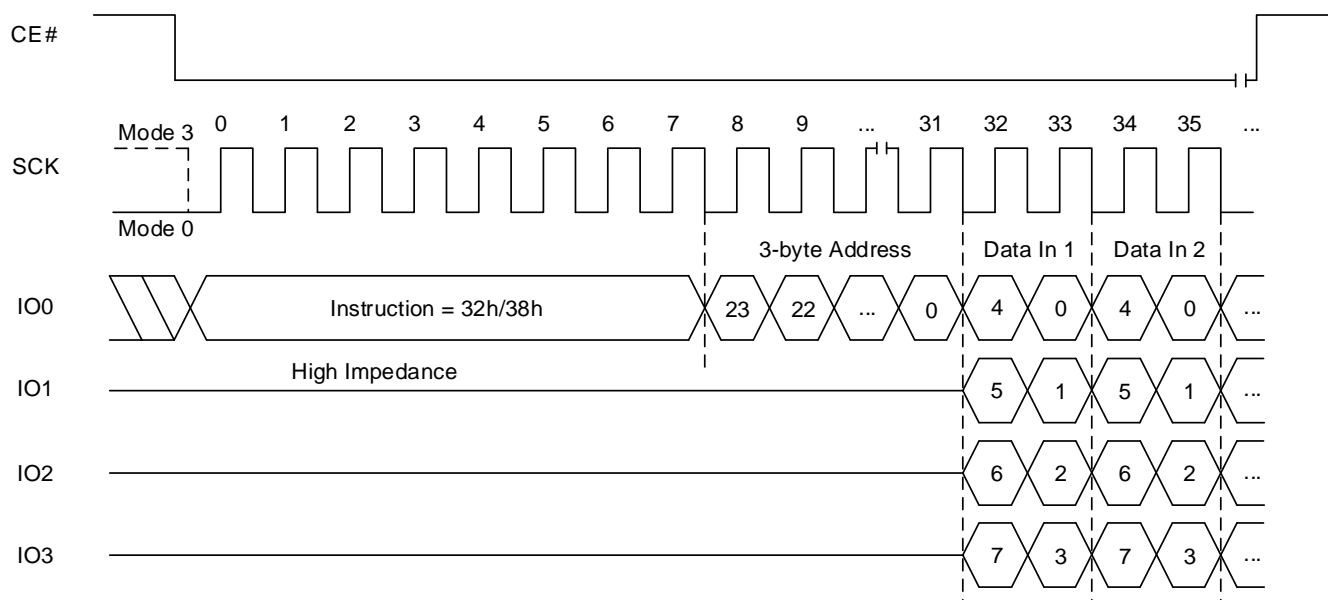 CE#
0 1 2 3 4 5 6 7 8 9 ... 31 32 33 34 35 ...
Mode 3
SCK
Mode 0
3-byte Address Data In 1 Data In 2
IO0 Instruction = 32h/38h 23 22 ... 0 4 0 4 0 ...
High Impedance
IO1 5 1 5 1 ...
IO2 6 2 6 2 ...
IO3 7 3 7 3 ...